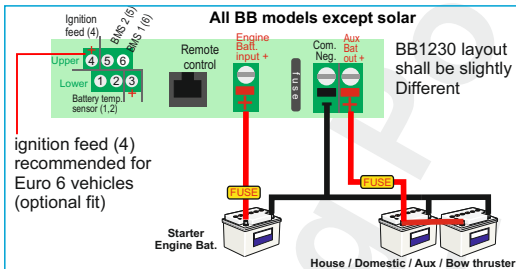 All BB models except solar
Ignition
feed (4)
BMS 2 (5)
BMS 1 (6)
+
Upper
4 5 6
Lower
1 2 3
+
Battery temp.
sensor (1,2)
Remote
control
Engine
Batt.
input +
fuse
Com.
Neg.
Aux
Bat
out +
BB1230 layout
shall be slightly
Different
ignition feed (4)
recommended for
Euro 6 vehicles
(optional fit)
FUSE
FUSE
Starter
Engine Bat.
House / Domestic / Aux / Bow thruster